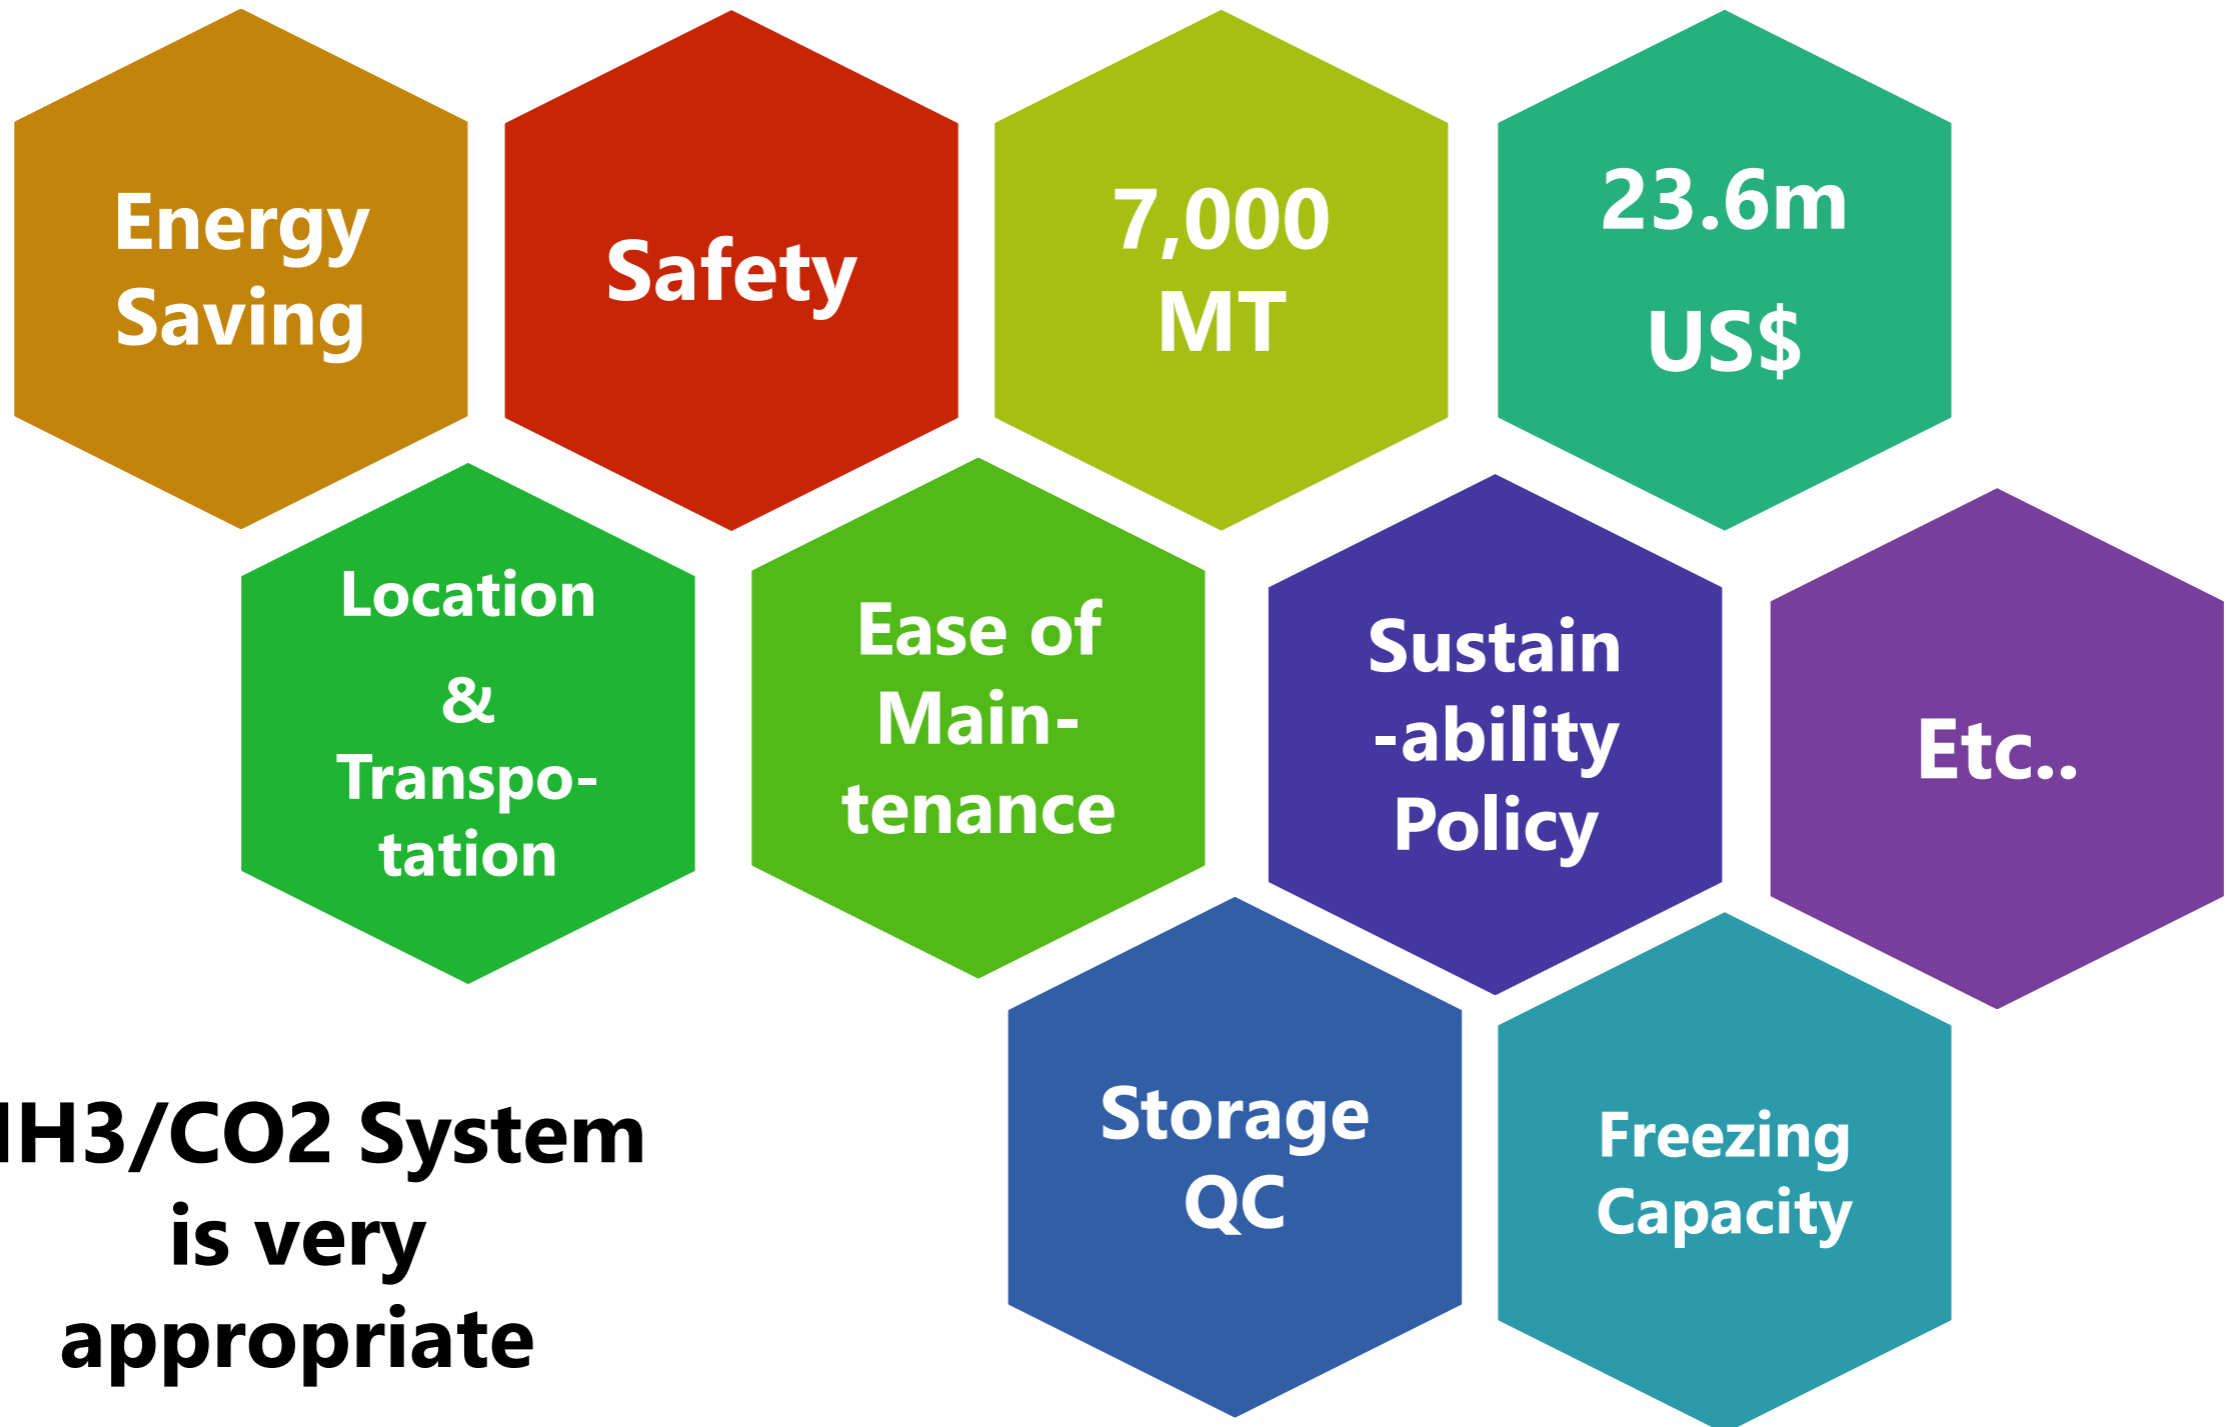 Energy
Saving
Safety
7,000
MT
23.6m
US$
Location
&
Transpo-
tation
Ease of
Main-
tenance
Sustain
-ability
Policy
Etc..
Storage
QC
Freezing
Capacity
H3/CO2 System
is very
appropriate